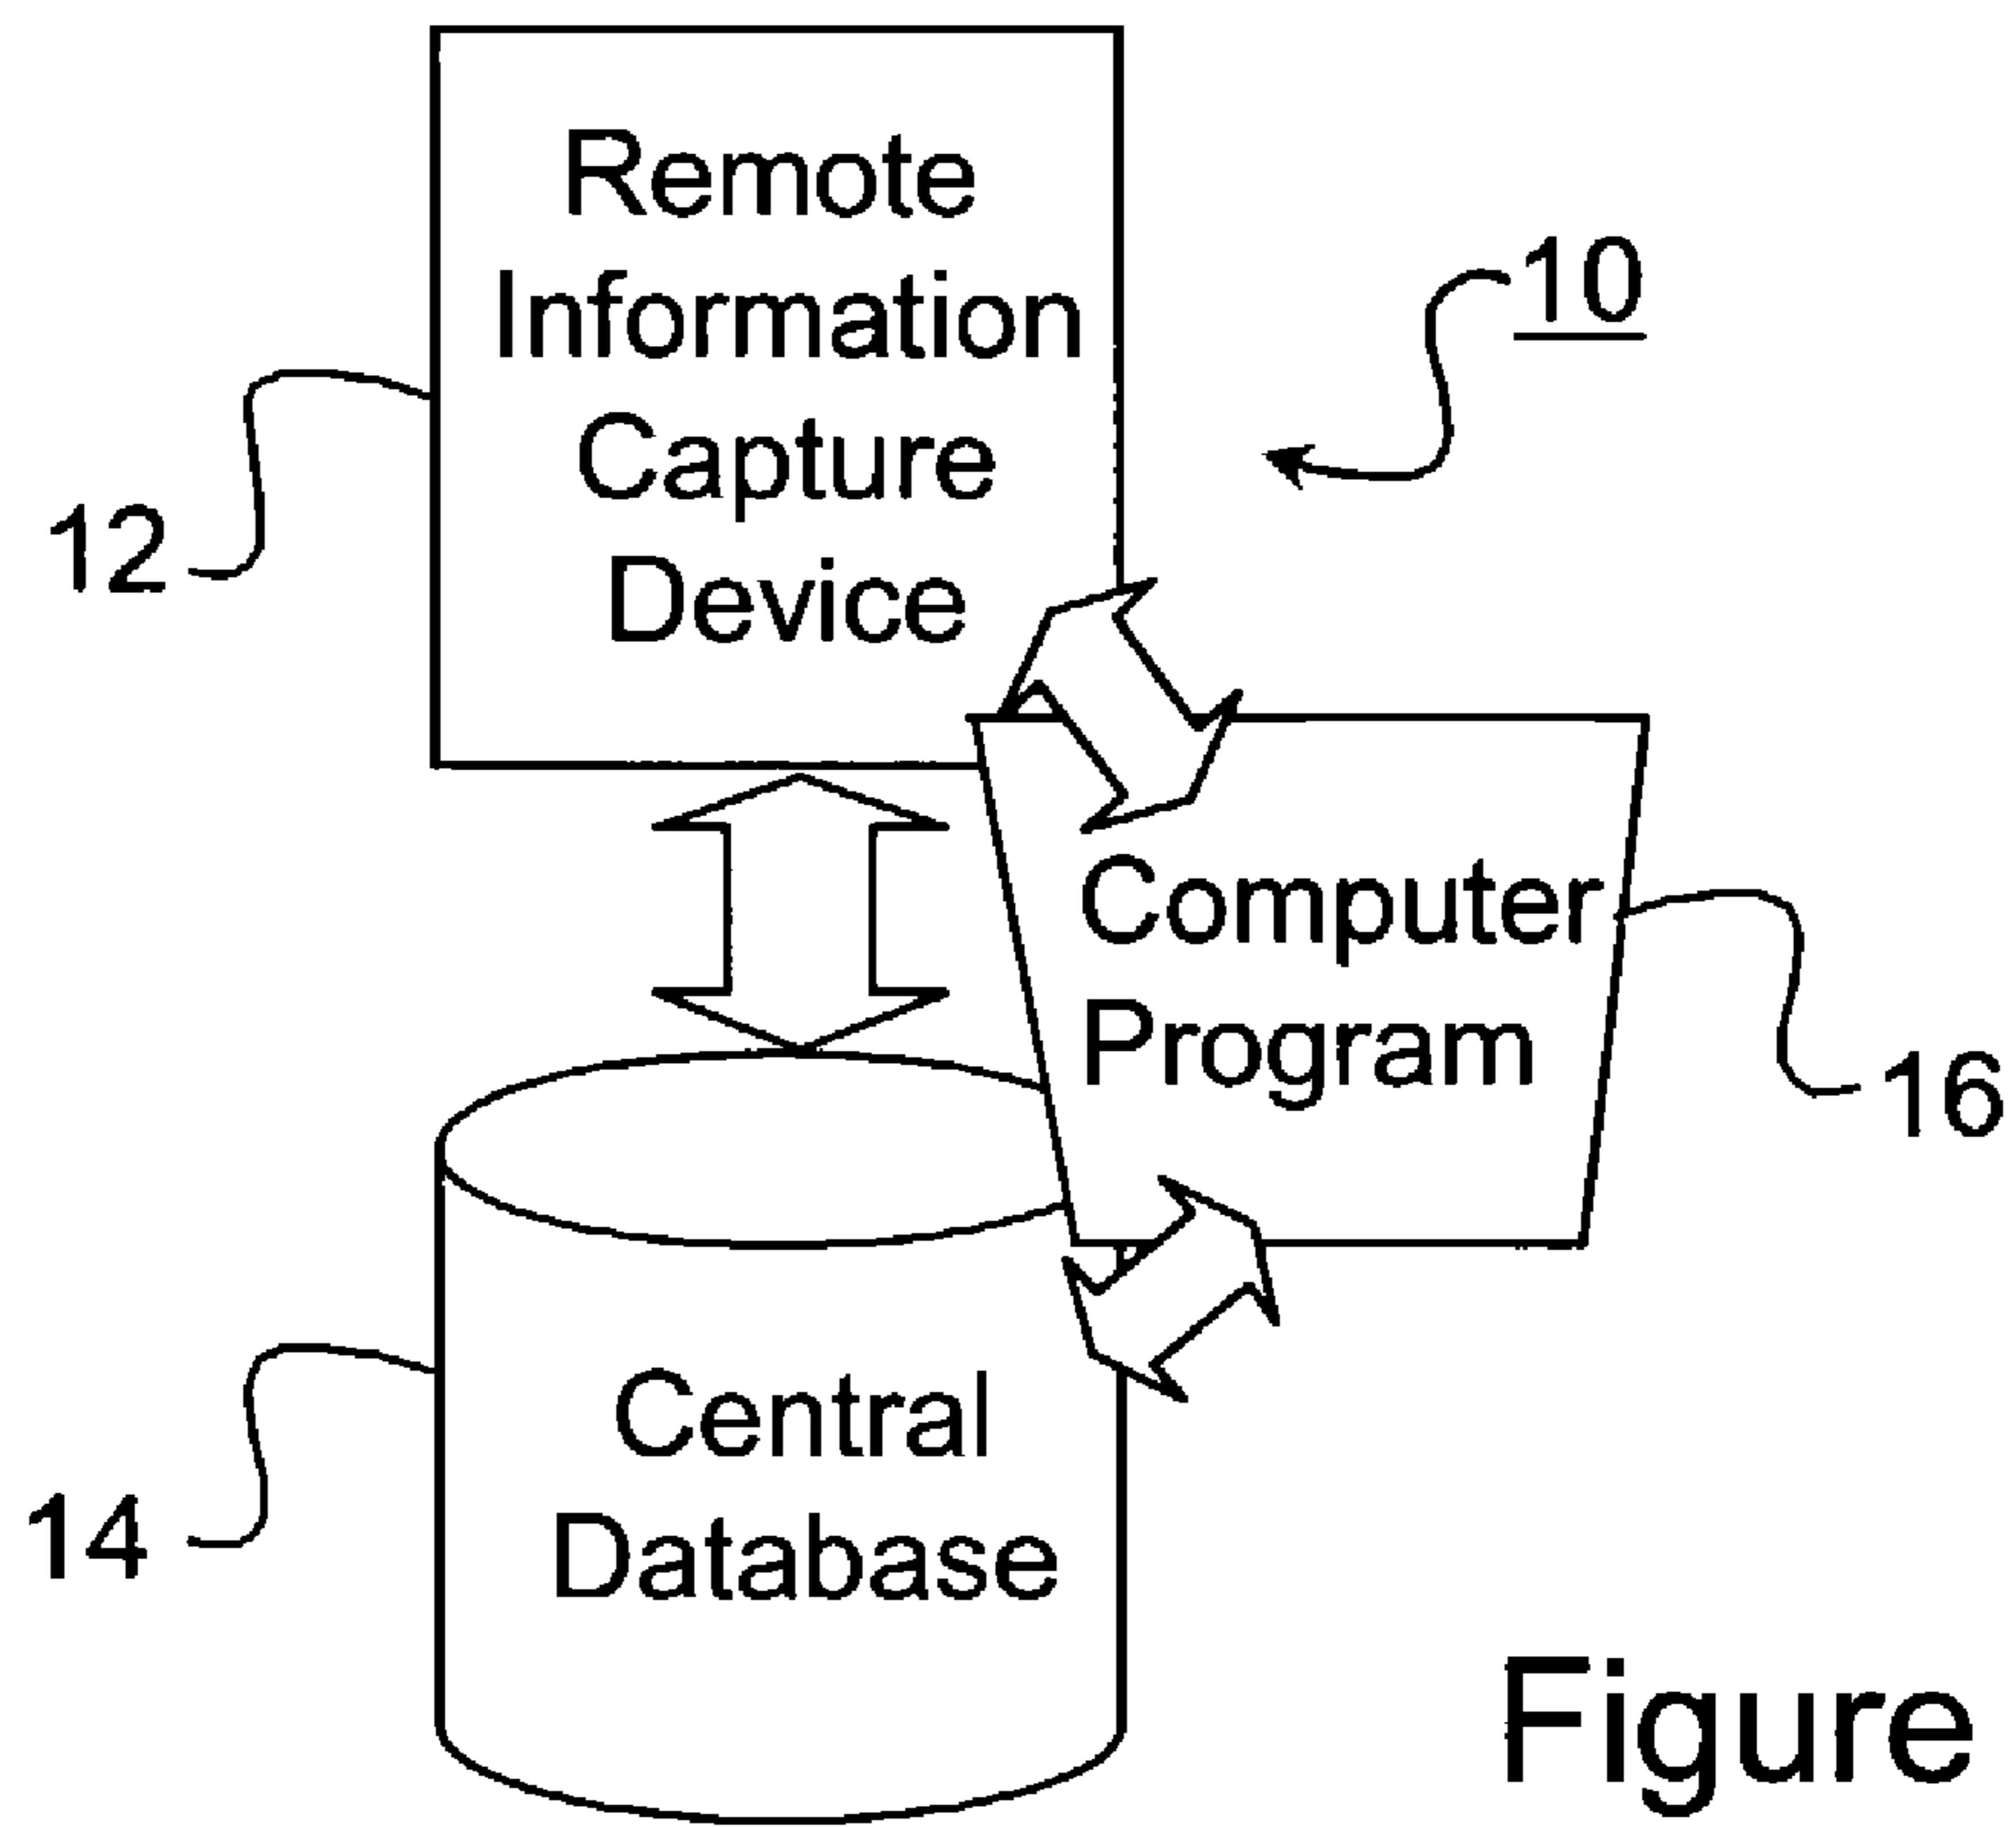 Remote
Information
Capture
Device
10
12
Computer
Program
16
Central
Database
14
Figure